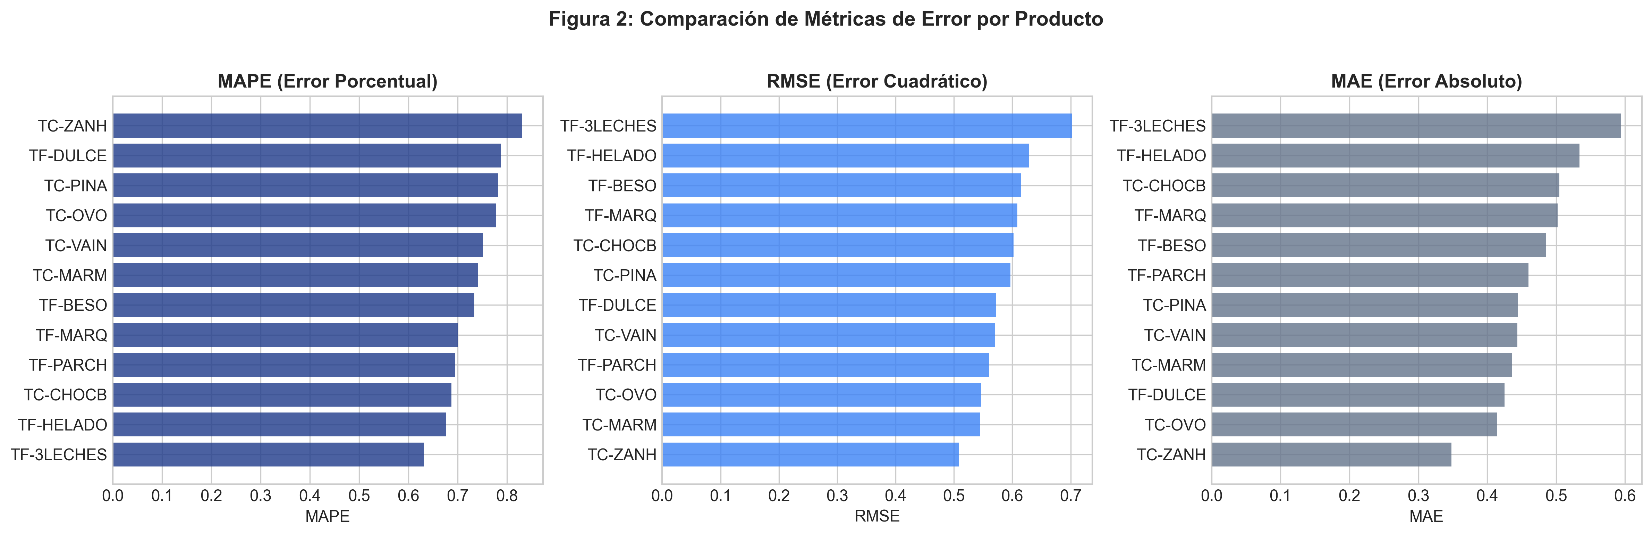 Figura 2: Comparación de Métricas de Error por Producto
MAPE (Error Porcentual)
TC-ZANH
TF-DULCE
TC-PINA
TC-OVO
TC-VAIN
TC-MARM
TF-BESO
TF-MARQ
TF-PARCH
TC-CHOCB
TF-HELADO
TF-3LECHES
0.0 0.1 0.2 0.3 0.4 0.5 0.6 0.7 0.8
MAPE
RMSE (Error Cuadrático)
TF-3LECHES
TF-HELADO
TF-BESO
TF-MARQ
TC-CHOCB
TC-PINA
TF-DULCE
TC-VAIN
TF-PARCH
TC-OVO
TC-MARM
TC-ZANH
0.0 0.1 0.2 0.3 0.4 0.5 0.6 0.7
RMSE
MAE (Error Absoluto)
TF-3LECHES
TF-HELADO
TC-CHOCB
TF-MARQ
TF-BESO
TF-PARCH
TC-PINA
TC-VAIN
TC-MARM
TF-DULCE
TC-OVO
TC-ZANH
0.0 0.1 0.2 0.3 0.4 0.5 0.6
MAE